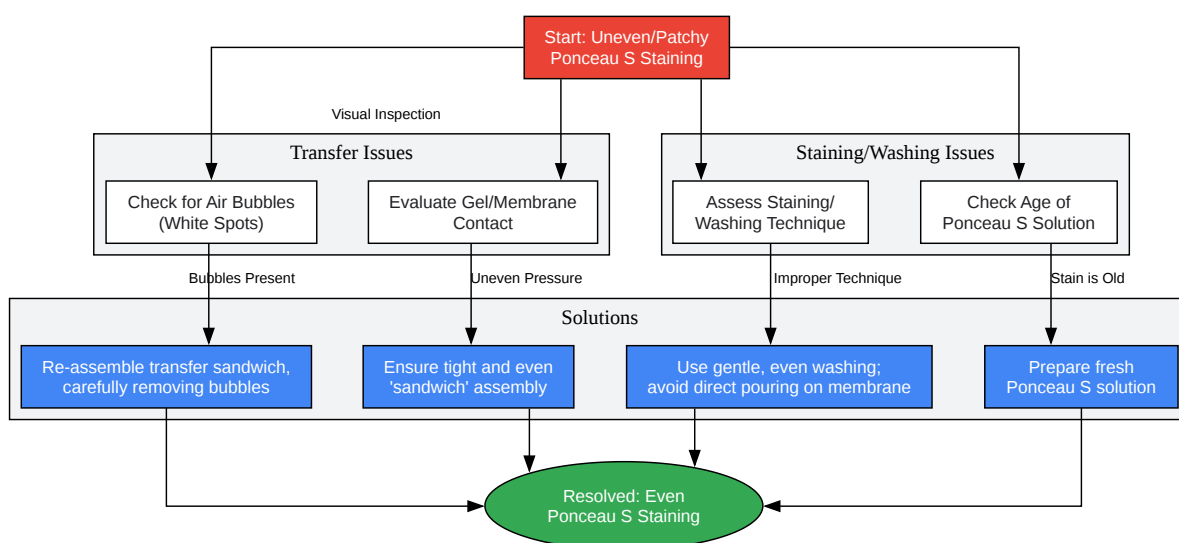 Start: Uneven/Patchy
Ponceau S Staining
Visual Inspection
Transfer Issues
Staining/Washing Issues
Check for Air Bubbles
(White Spots)
Evaluate Gel/Membrane
Contact
Assess Staining/
Washing Technique
Check Age of
Ponceau S Solution
Bubbles Present
Uneven Pressure
Improper Technique
Stain is Old
Solutions
Re-assemble transfer sandwich,
carefully removing bubbles
Ensure tight and even
'sandwich' assembly
Use gentle, even washing;
avoid direct pouring on membrane
Prepare fresh
Ponceau S solution
Resolved: Even
Ponceau S Staining